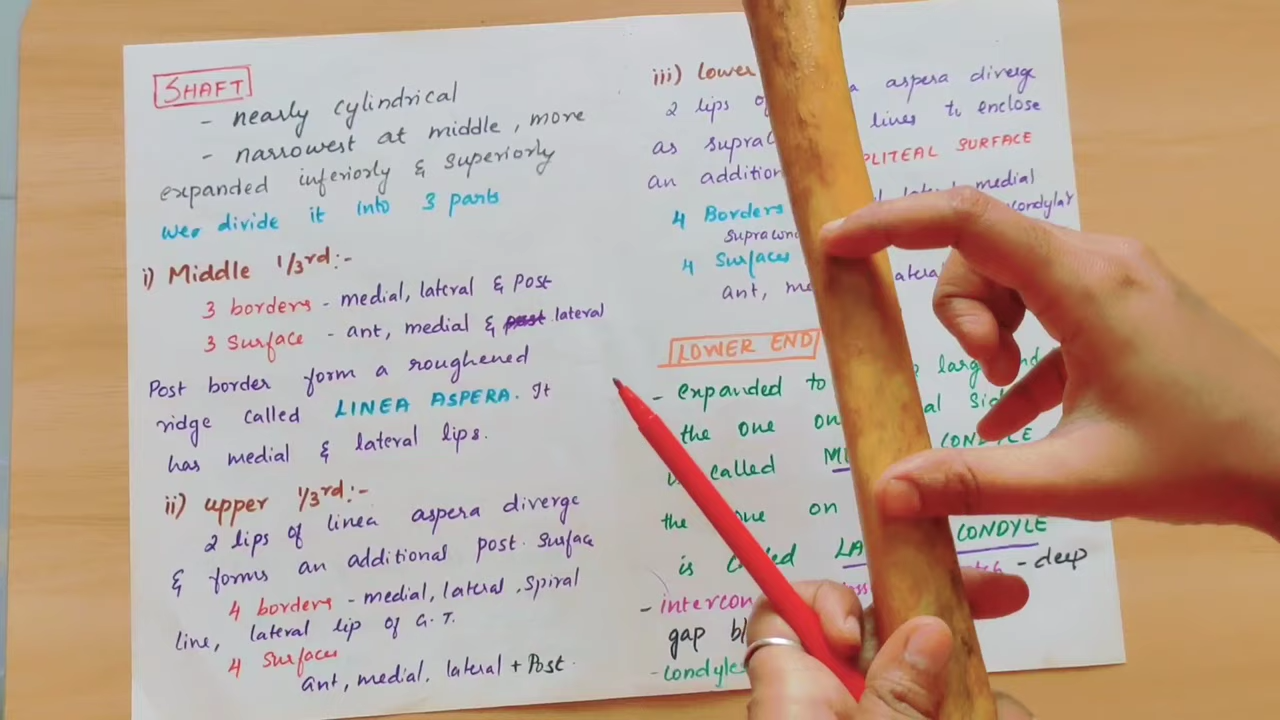 SHAFT
- nearly cylindrical
- narrowest at middle, more
expanded inferiorly & superiorly
We divide it into 3 parts
i) Middle 1/3rd:-
3 borders - medial, lateral & Post
3 Surface - ant, medial & lateral
Post border form a roughened
ridge called LINEA ASPERA. It
has medial & lateral lips.
ii) upper 1/3rd:-
2 lips of linea aspera diverge
& forms an additional post. Surface
4 borders - medial, lateral, Spiral
line, lateral lip of G.T.
4 Surfaces
ant, medial, lateral + Post.
iii) lower
2 lips aspera diverge
as lines to enclose
an SURFACE
4 Borders medial
4 Surfaces
ant,
LOWER END
- expanded to
the one on
called
the one on CONDYLE
is called CONDYLE
- deep
gap